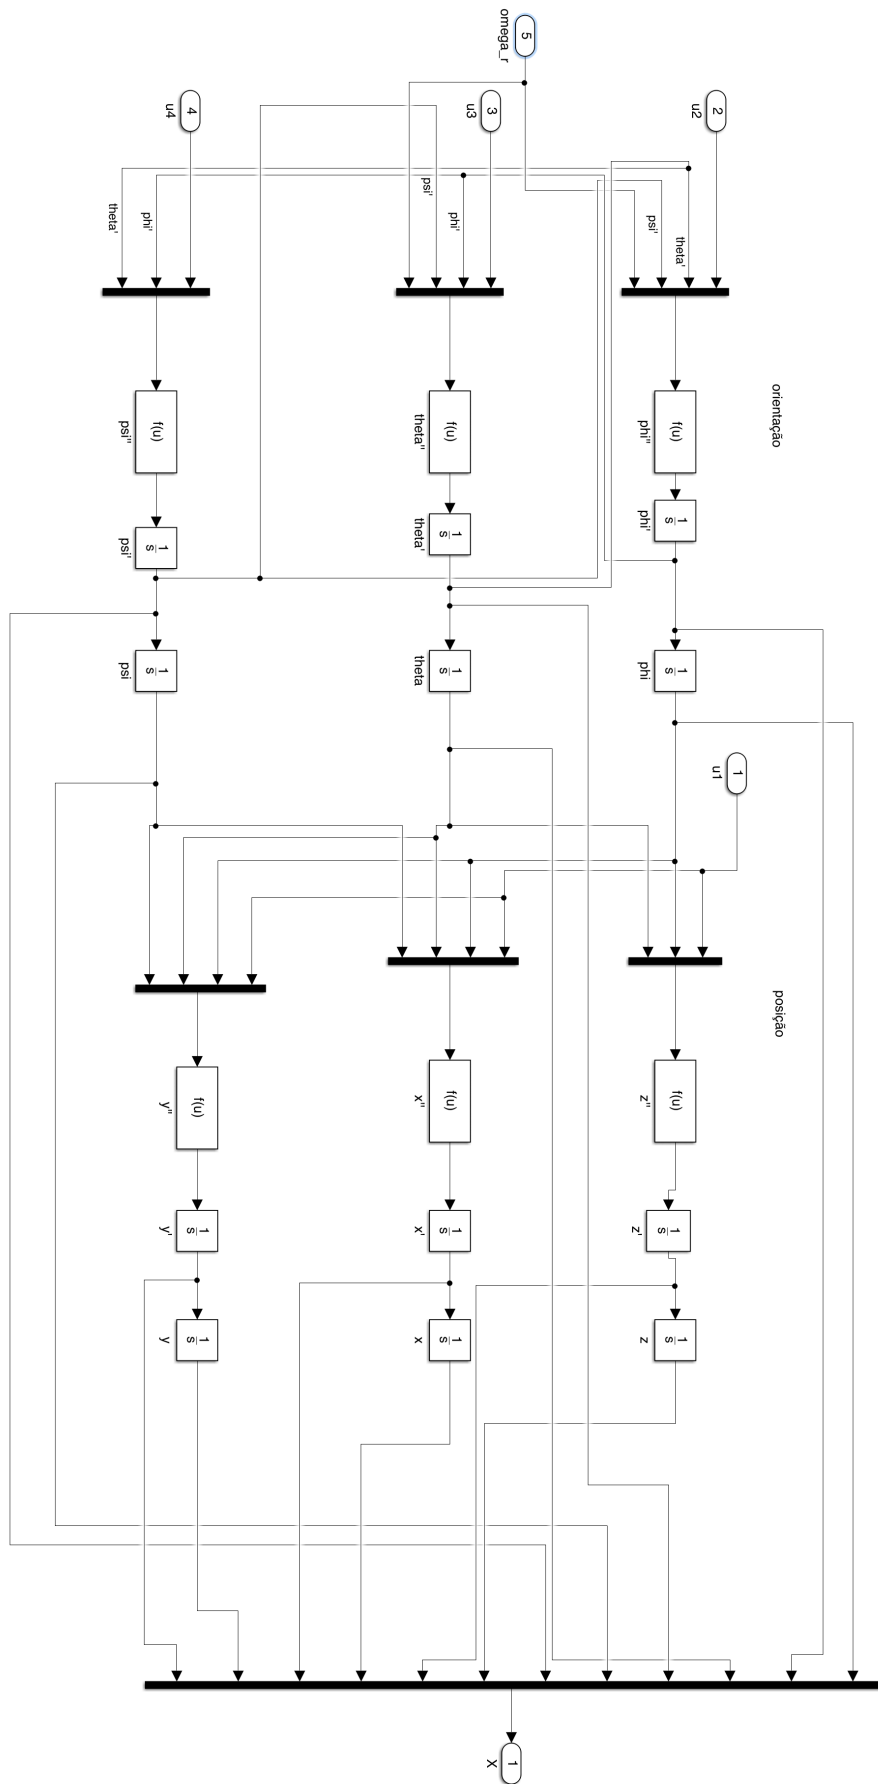 orientação
posição
1
u1
2
u2
theta'
psi'
f(u)
phi''
1
s
phi'
1
s
phi
f(u)
z''
1
s
z'
1
s
z
5
omega_r
3
u3
phi'
psi'
f(u)
theta''
1
s
theta'
1
s
theta
f(u)
x''
1
s
x'
1
s
x
1
X
4
u4
phi'
theta'
f(u)
psi''
1
s
psi'
1
s
psi
f(u)
y''
1
s
y'
1
s
y